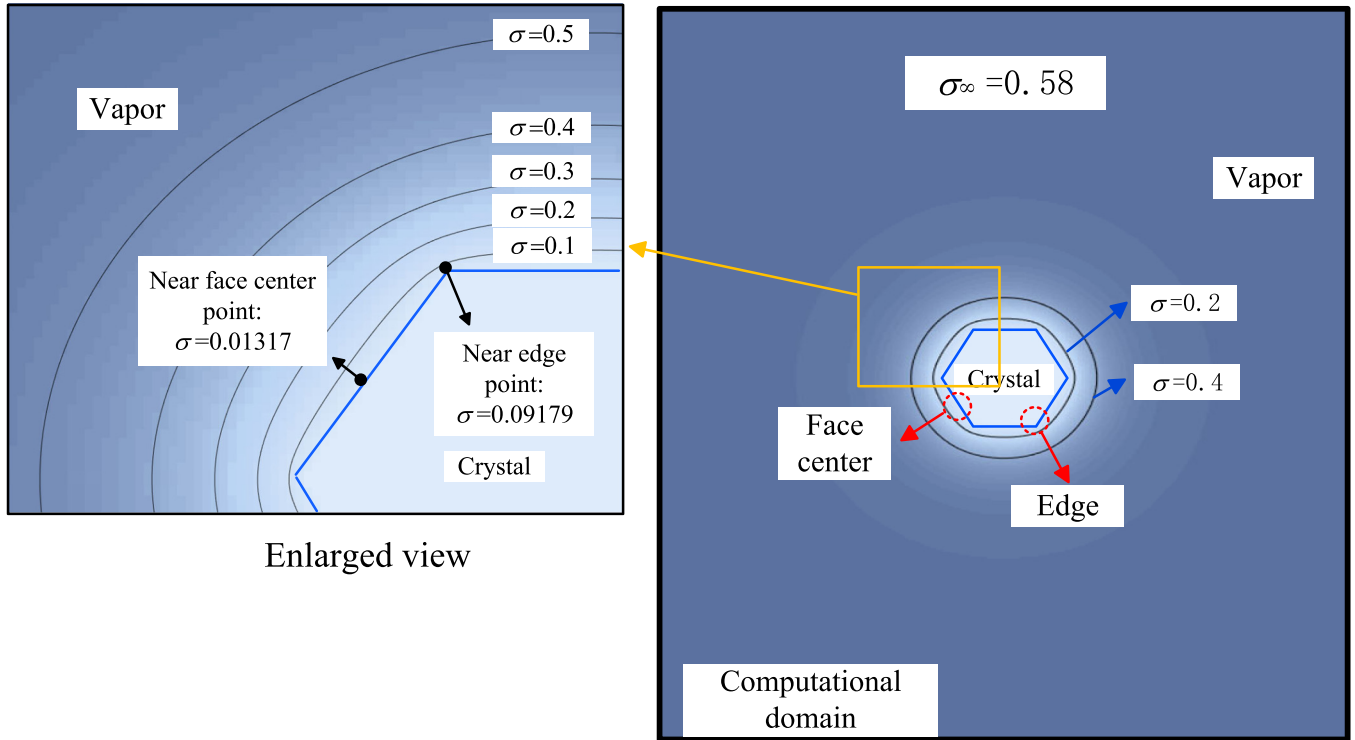 σ=0.5
Vapor
σ=0.4
σ=0.3
σ=0.2
σ=0.1
Near face center
point:
σ=0.01317
Near edge
point:
σ=0.09179
Crystal
Enlarged view
σ∞ =0.58
Vapor
σ=0.2
Crystal
σ=0.4
Face
center
Edge
Computational
domain